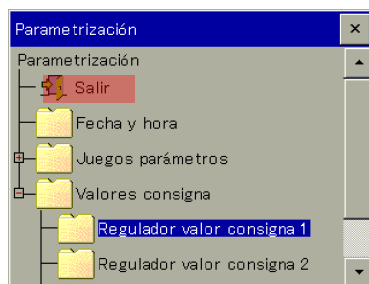 Parametrización
Parametrización
Salir
Fecha y hora
Juegos parámetros
Valores consigna
Regulador valor consigna 1
Regulador valor consigna 2